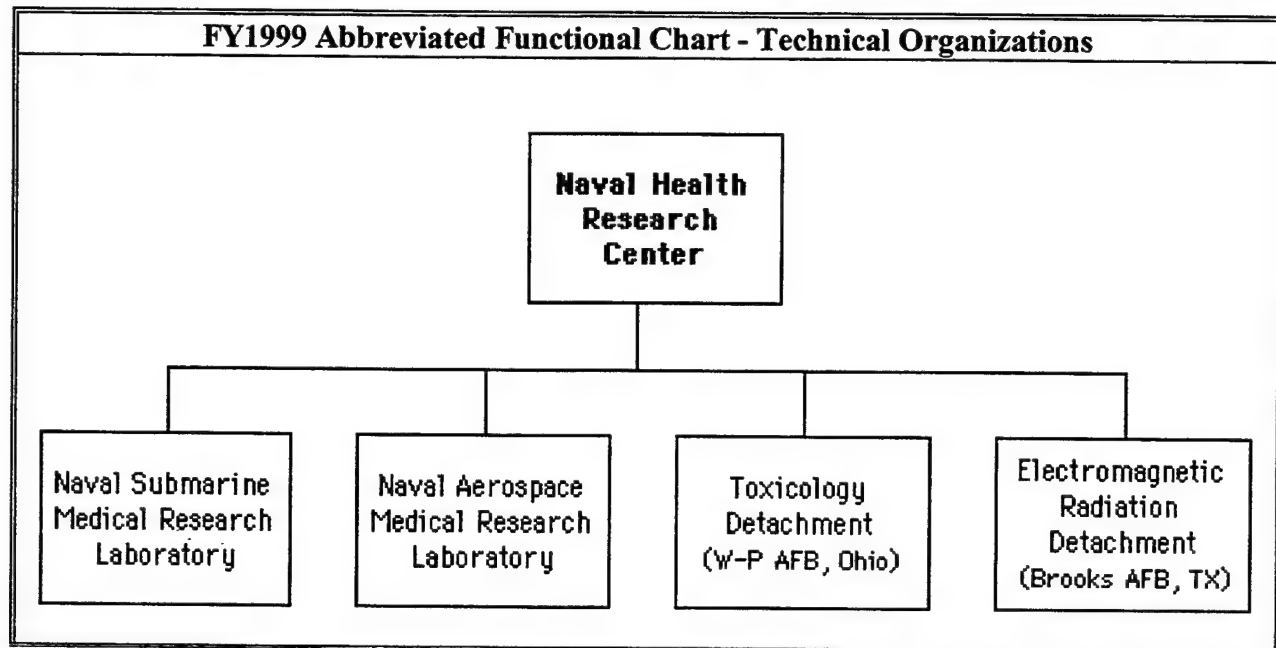 FY1999 Abbreviated Functional Chart - Technical Organizations
Naval Health
Research
Center
Naval Submarine
Medical Research
Laboratory
Naval Aerospace
Medical Research
Laboratory
Toxicology
Detachment
(W-P AFB, Ohio)
Electromagnetic
Radiation
Detachment
(Brooks AFB, TX)